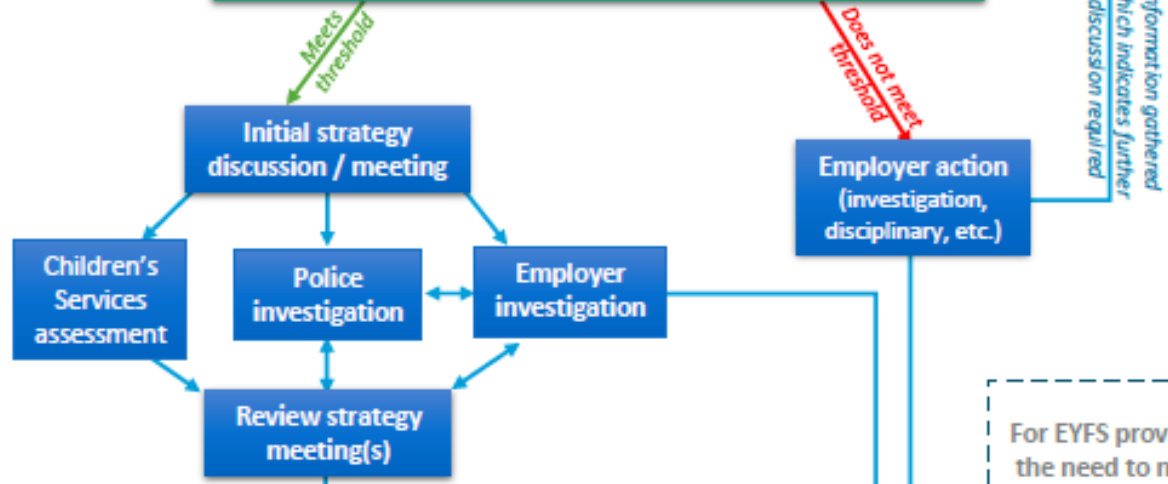 Meets
threshold
Does not meet
threshold
nformation gathered
hich indicates further
discussion required
Initial strategy
discussion / meeting
Employer action
(investigation,
disciplinary, etc.)
Children's
Services
assessment
Police
investigation
Employer
investigation
Review strategy
meeting(s)
For EYFS prov
the need to n